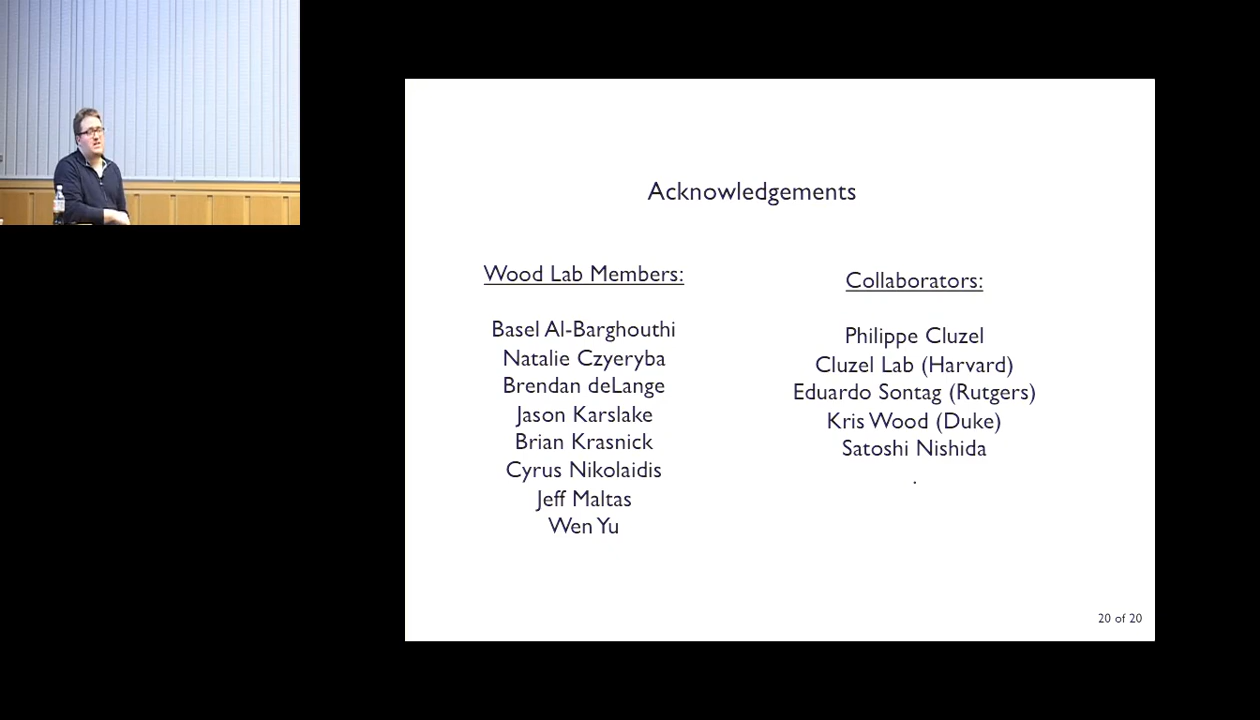 Acknowledgements
Wood Lab Members:
Basel Al-Barghouthi
Natalie Czyeryba
Brendan deLange
Jason Karslake
Brian Krasnick
Cyrus Nikolaidis
Jeff Maltas
Wen Yu
Collaborators:
Philippe Cluzel
Cluzel Lab (Harvard)
Eduardo Sontag (Rutgers)
Kris Wood (Duke)
Satoshi Nishida
.
20 of 20